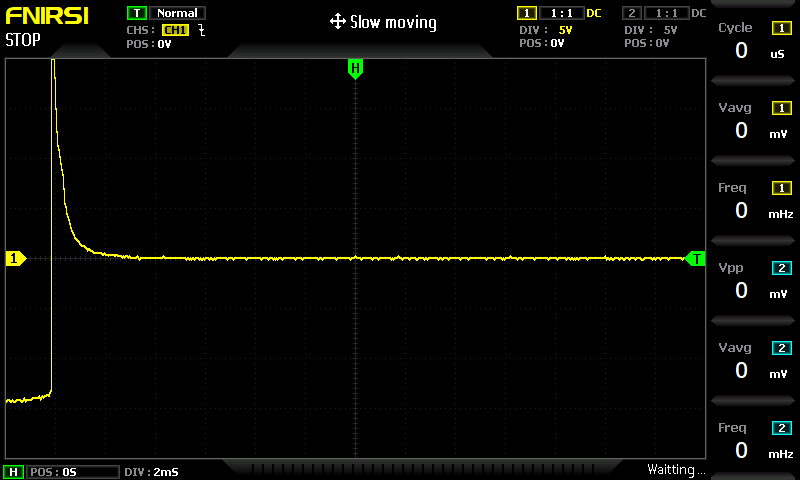 FNIRSI
STOP
T Normal
CHS: CH1
POS: 0V
Slow moving
1 1:1 DC
DIV: 5V
POS: 0V
2 1:1 DC
DIV: 5V
POS: 0V
H
1
T
Cycle 1
0 uS
Vavg 1
0 mV
Freq 1
0 mHz
Vpp 2
0 mV
Vavg 2
0 mV
Freq 2
0 mHz
H POS: 0S DIV: 2mS
Waitting...